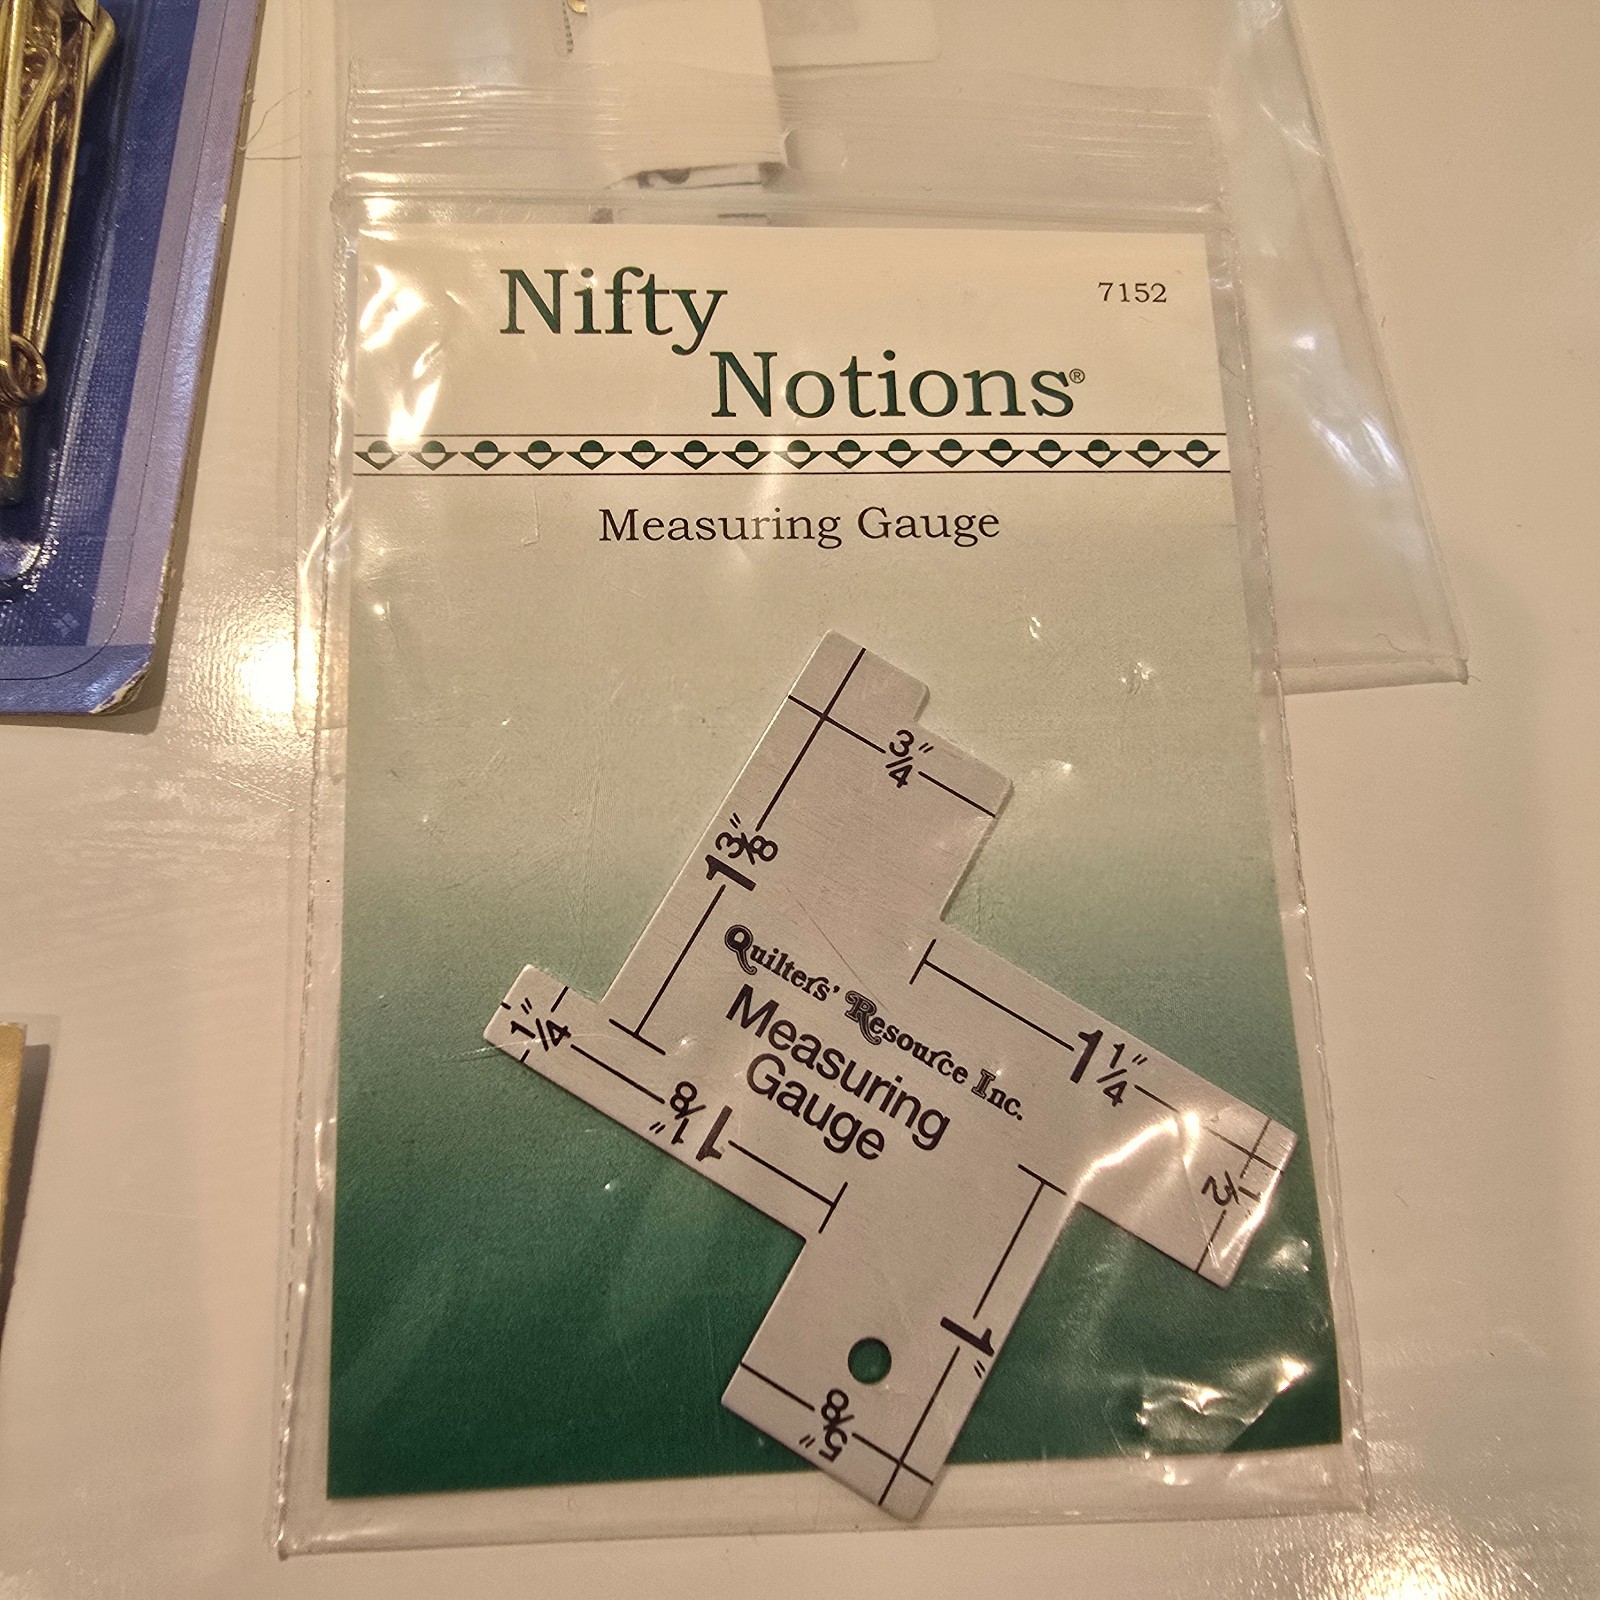 Nifty
Notions®
7152
Measuring Gauge
3/4"
1 3/8"
Quilters' Resource Inc.
Measuring
Gauge
1 1/4"
1/4"
1 1/8"
1/2"
1"
5/8"